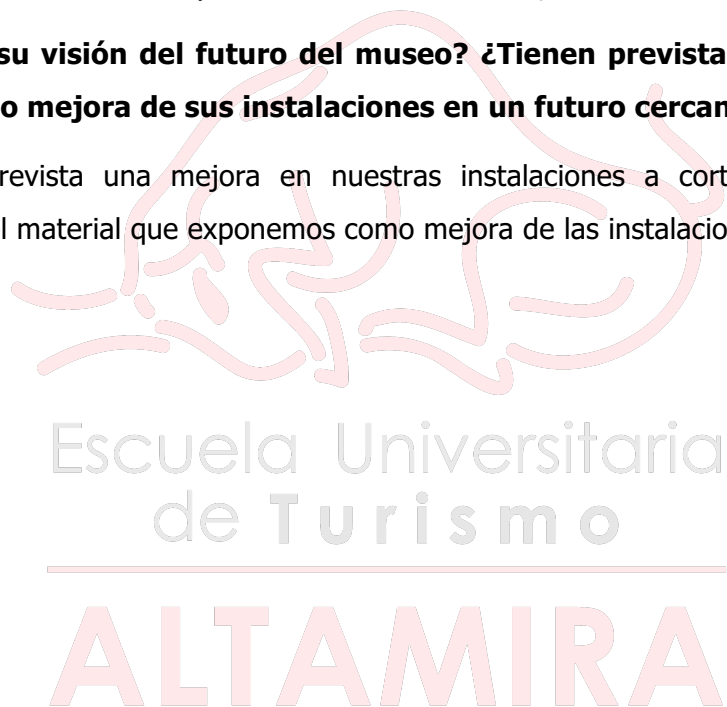 su visión del futuro del museo? ¿Tienen prevista
o mejora de sus instalaciones en un futuro cercan
revista una mejora en nuestras instalaciones a cort
l material que exponemos como mejora de las instalacio
Escuela Universitaria
de Turismo
ALTAMIRA